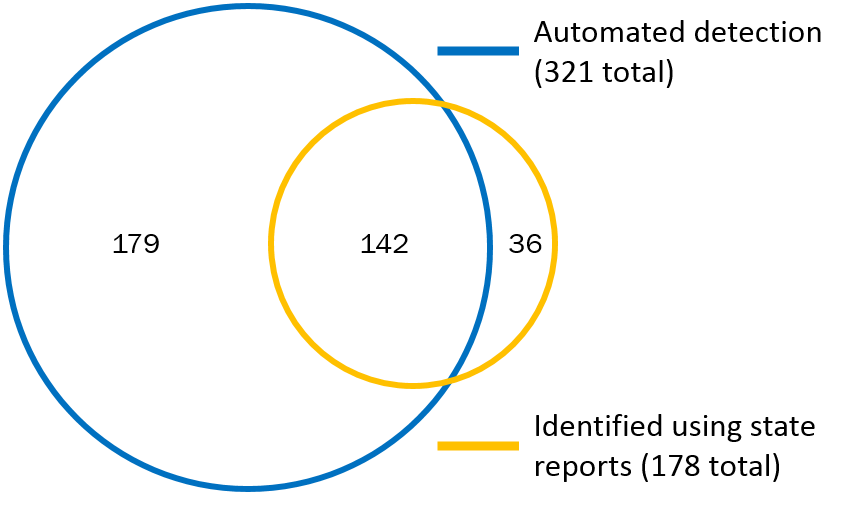 Automated detection
(321 total)
179
142
36
Identified using state
reports (178 total)